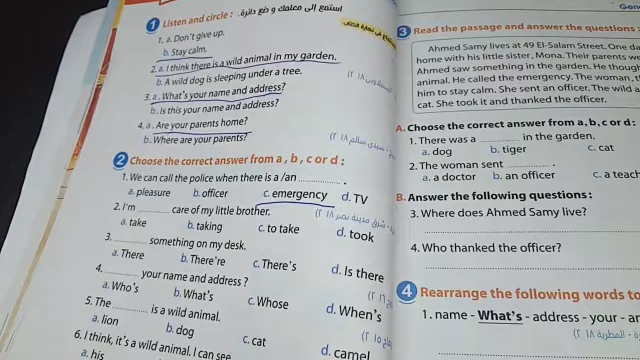 1 Listen and circle : استمع إلى معلمك و ضع دائرة.
1. a. Don't give up.
b. Stay calm.
2. a. I think there is a wild animal in my garden.
b. A wild dog is sleeping under a tree.
3. a. What's your name and address?
b. Is this your name and address?
4. a. Are your parents home?
b. Where are your parents?
2 Choose the correct answer from a , b , c or d :
1. We can call the police when there is a /an .............. .
a. pleasure b. officer c. emergency d. TV
2. I'm .............. care of my little brother.
a. take b. taking c. to take d. took
3. .............. something on my desk.
a. There b. There're c. There's d. Is there
4. .............. your name and address ?
a. Who's b. What's c. Whose d. When's
5. The .............. is a wild animal.
a. lion b. dog c. cat d. camel
6. I think, it's a wild animal. I can see
a. his
Gen
3 Read the passage and answer the questions :
Ahmed Samy lives at 49 El-Salam Street. One da
home with his little sister, Mona. Their parents we
Ahmed saw something in the garden. He though
animal. He called the emergency. The woman,
him to stay calm. She sent an officer. The wild a
cat. She took it and thanked the officer.
A. Choose the correct answer from a, b, c or d :
1. There was a .............. in the garden.
a. dog b. tiger c. cat
2. The woman sent .............. .
a. a doctor b. an officer c. a teach
B. Answer the following questions :
3. Where does Ahmed Samy live?
4. Who thanked the officer?
4 Rearrange the following words to
1. name - What's - address - your - ar